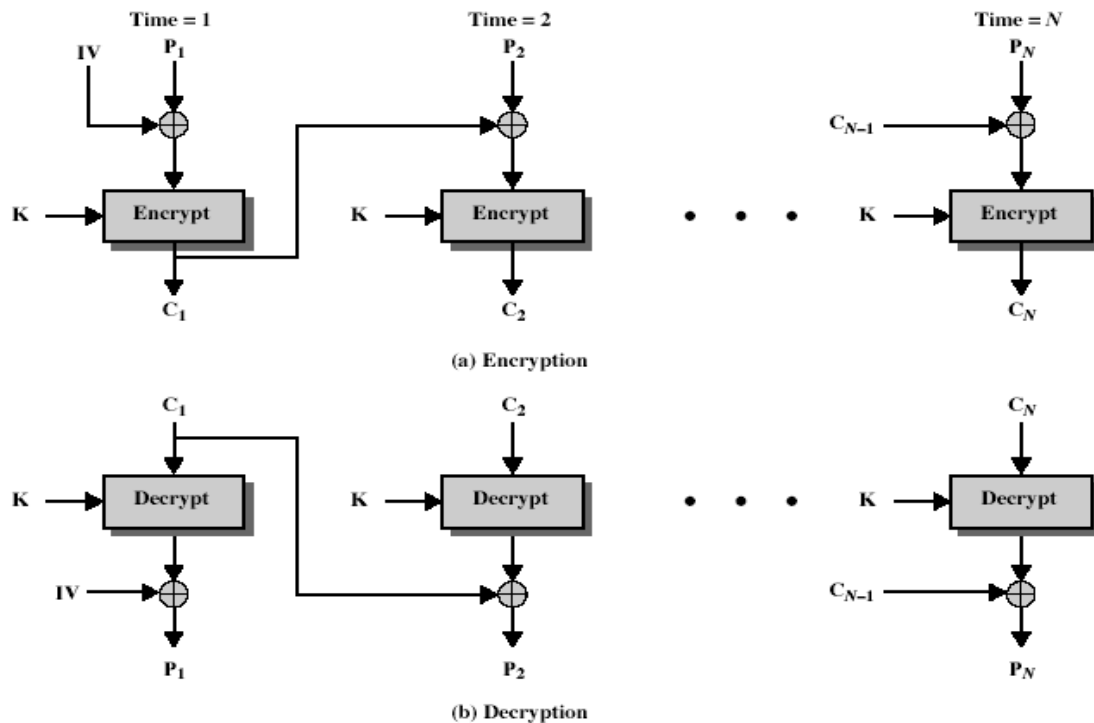 Time = 1 Time = 2 Time = N
IV P1 P2 PN
CN–1
K Encrypt K Encrypt • • • K Encrypt
C1 C2 CN
(a) Encryption
C1 C2 CN
K Decrypt K Decrypt • • • K Decrypt
IV CN–1
P1 P2 PN
(b) Decryption